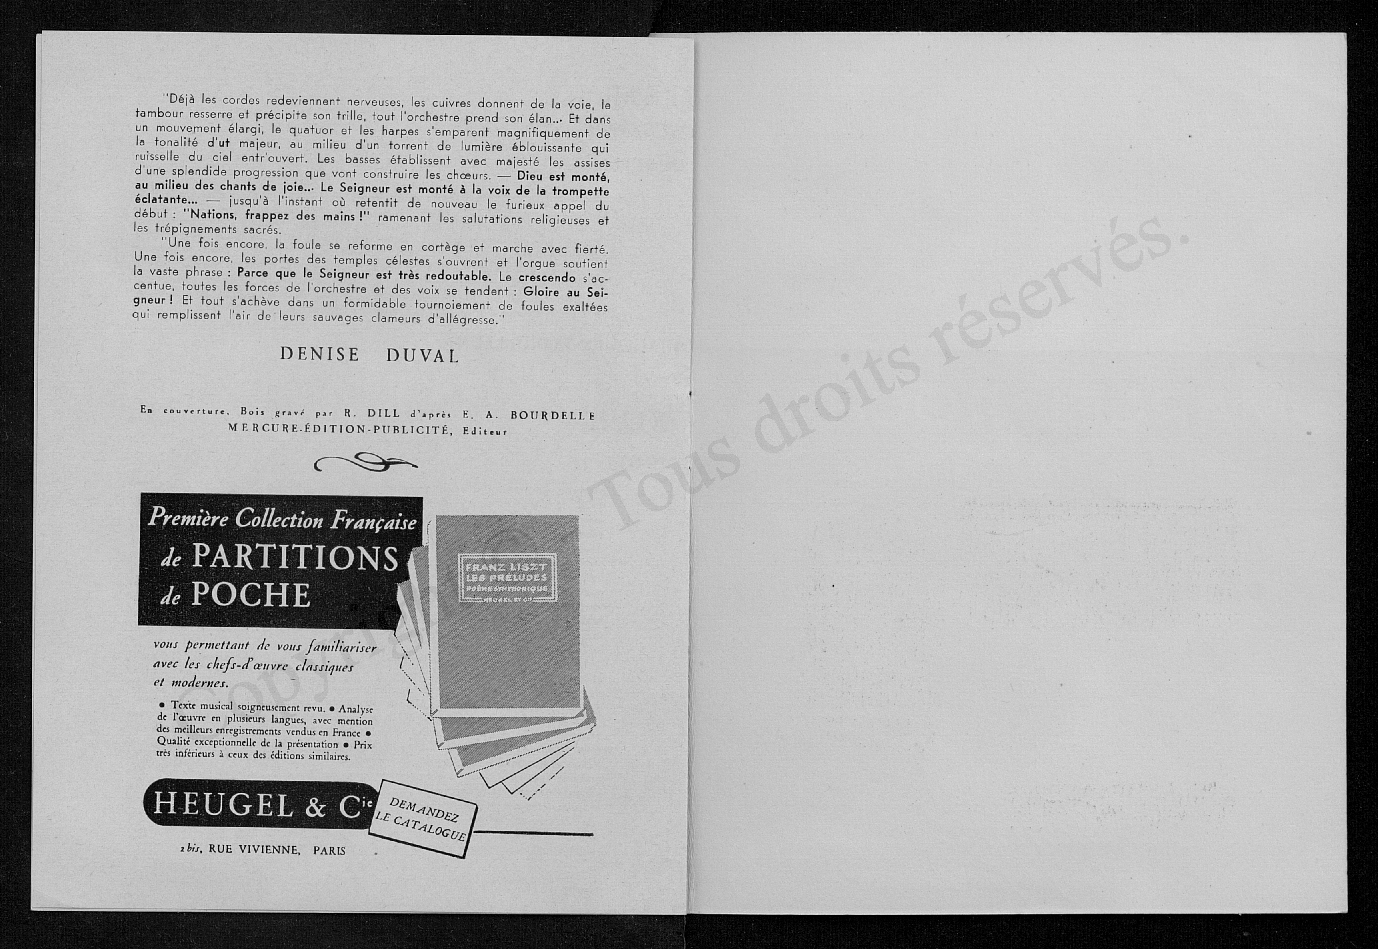 "Déjà les cordes redeviennent nerveuses, les cuivres donnent de la voie, le
tambour resserre et précipite son trille, tout l'orchestre prend son élan... Et dans
un mouvement élargi, le quatuor et les harpes s'emparent magnifiquement de
la tonalité d'ut majeur, au milieu d'un torrent de lumière éblouissante qui
ruisselle du ciel entr'ouvert. Les basses établissent avec majesté les assises
d'une splendide progression que vont construire les chœurs. — Dieu est monté,
au milieu des chants de joie... Le Seigneur est monté à la voix de la trompette
éclatante... — jusqu'à l'instant où retentit de nouveau le furieux appel du
début : "Nations, frappez des mains !" ramenant les salutations religieuses et
les trépignements sacrés.
"Une fois encore, la foule se reforme en cortège et marche avec fierté.
Une fois encore, les portes des temples célestes s'ouvrent et l'orgue soutient
la vaste phrase : Parce que le Seigneur est très redoutable. Le crescendo s'ac-
centue, toutes les forces de l'orchestre et des voix se tendent : Gloire au Sei-
gneur ! Et tout s'achève dans un formidable tournoiement de foules exaltées
qui remplissent l'air de leurs sauvages clameurs d'allégresse."
DENISE DUVAL
En couverture, Bois gravé par R. DILL d'après E. A. BOURDELLE
MERCURE-ÉDITION-PUBLICITÉ, Editeur
Première Collection Française
de PARTITIONS
de POCHE
FRANZ LISZT
LES PRÉLUDES
POÈME SYMPHONIQUE
HEUGEL ET CIE
vous permettant de vous familiariser
avec les chefs-d'œuvre classiques
et modernes.
• Texte musical soigneusement revu. • Analyse
de l'œuvre en plusieurs langues, avec mention
des meilleurs enregistrements vendus en France •
Qualité exceptionnelle de la présentation • Prix
très inférieurs à ceux des éditions similaires.
HEUGEL & Cie
DEMANDEZ
LE CATALOGUE
2 bis, RUE VIVIENNE, PARIS
Copyright © Tous droits réservés.